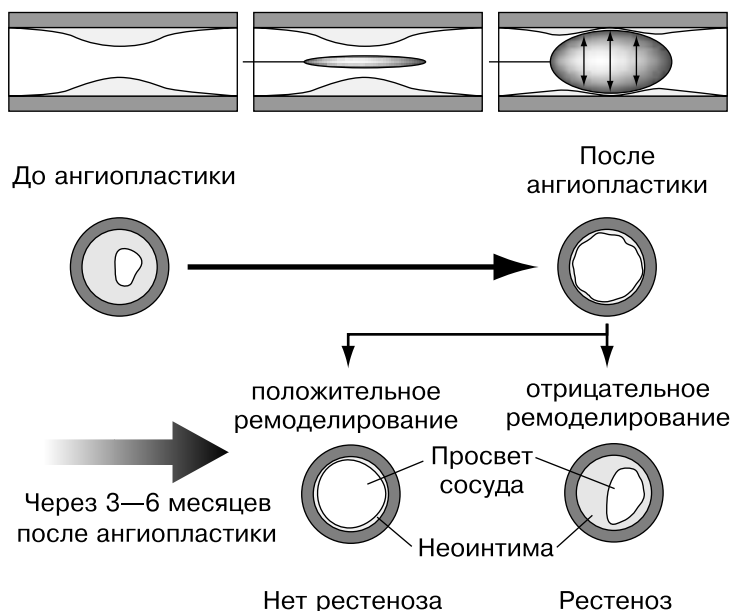 До ангиопластики
После
ангиопластики
положительное
ремоделирование
отрицательное
ремоделирование
Просвет
сосуда
Через 3—6 месяцев
после ангиопластики
Неоинтима
Нет рестеноза
Рестеноз